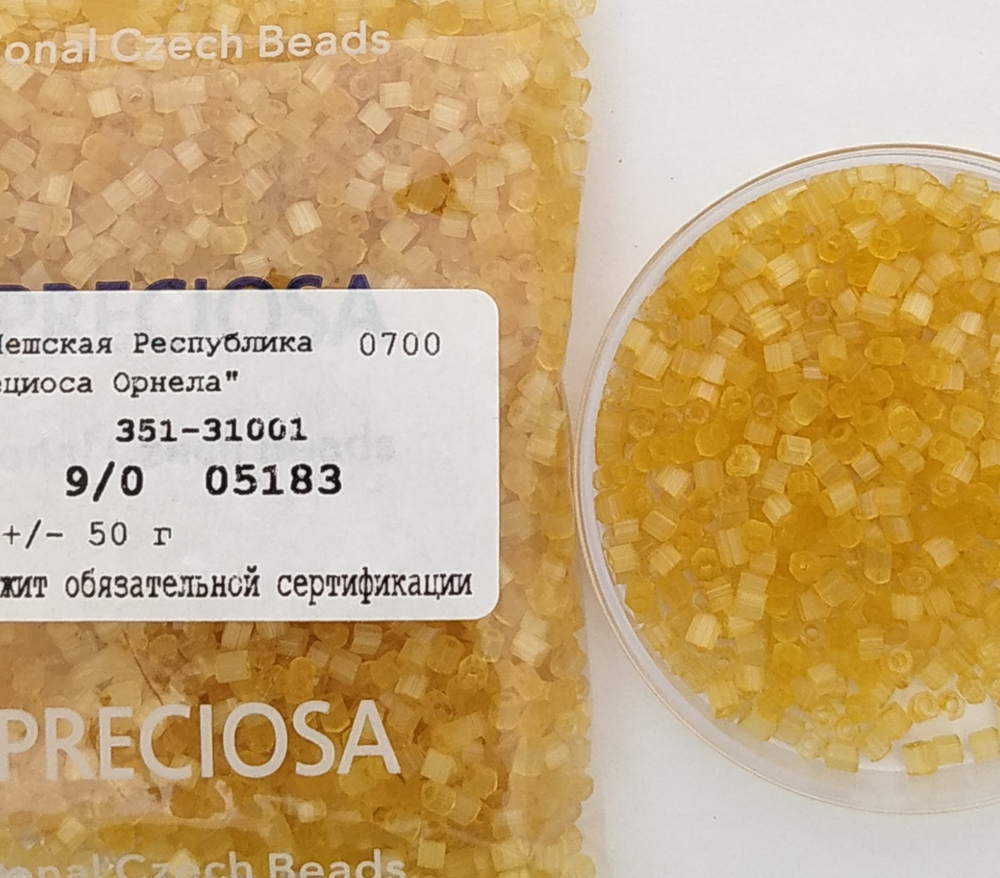 onal Czech Beads
PRECIOSA
Чешская Республика 0700
ециоса Орнела"
351-31001
9/0 05183
+/- 50 г
жит обязательной сертификации
PRECIOSA
onal Czech Beads